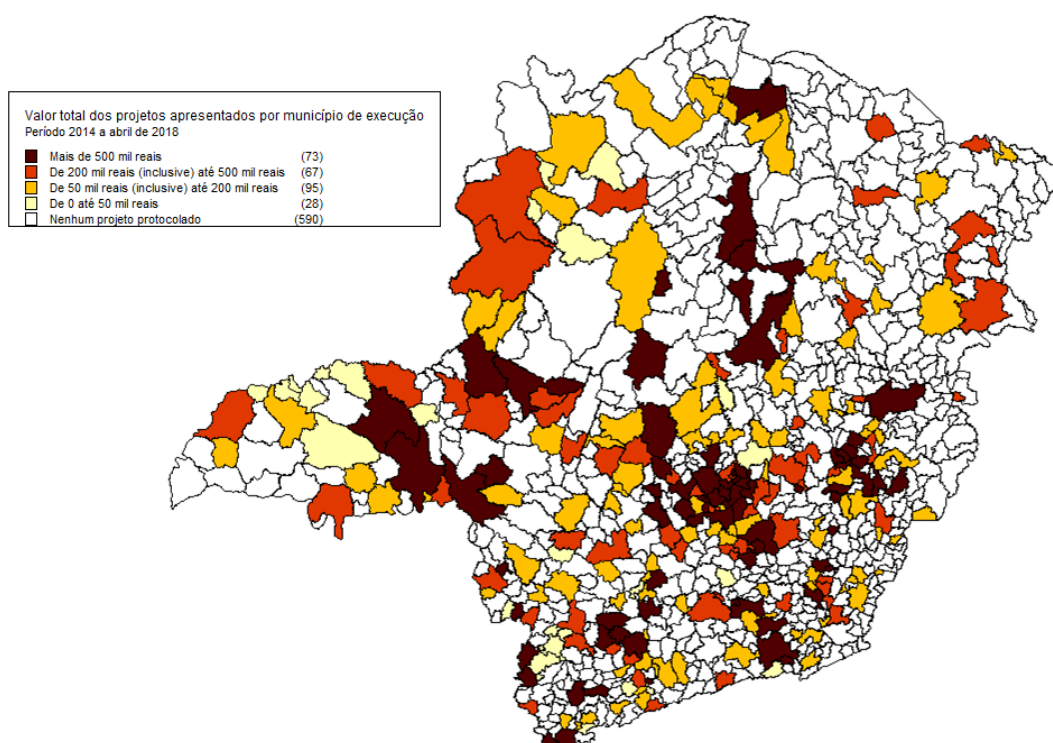 Valor total dos projetos apresentados por município de execução
Período 2014 a abril de 2018
Mais de 500 mil reais (73)
De 200 mil reais (inclusive) até 500 mil reais (67)
De 50 mil reais (inclusive) até 200 mil reais (95)
De 0 até 50 mil reais (28)
Nenhum projeto protocolado (590)